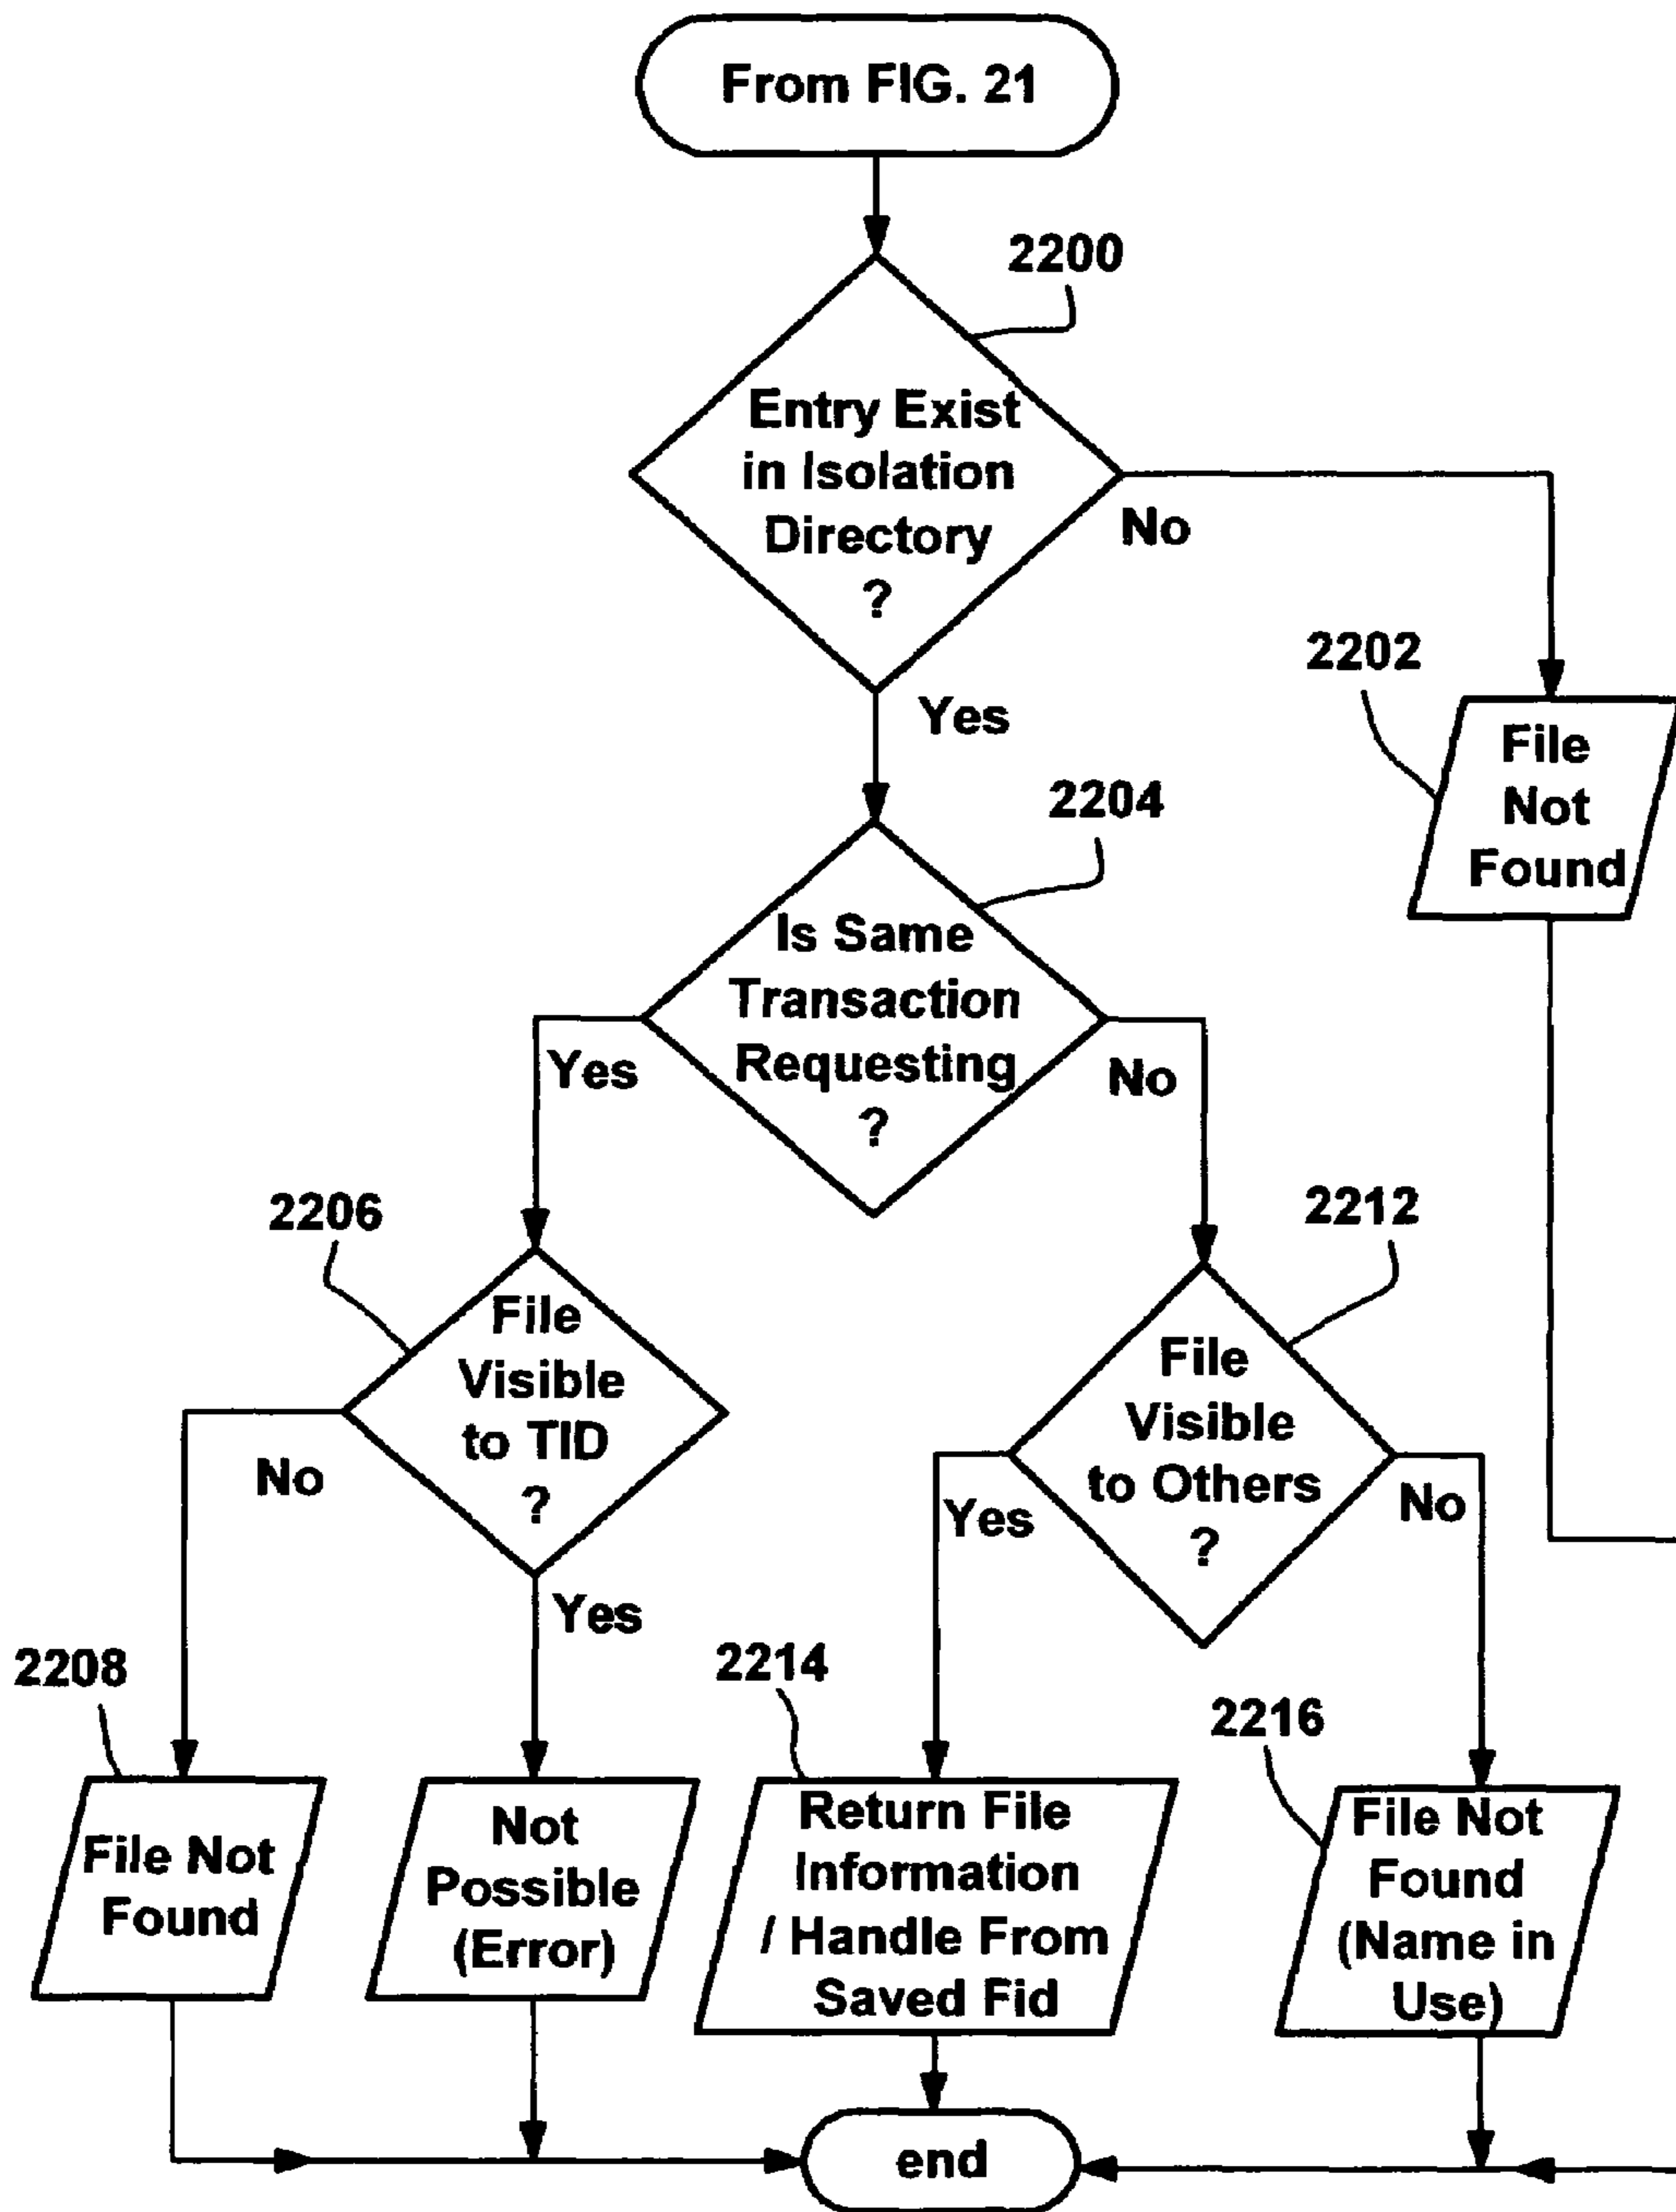 From FIG. 21
2200
Entry Exist
in Isolation
Directory
?
No
Yes
2202
File
Not
Found
2204
Is Same
Transaction
Requesting
?
Yes
No
2206
File
Visible
to TID
?
No
Yes
2212
File
Visible
to Others
?
Yes
No
2208
File Not
Found
Not
Possible
(Error)
2214
Return File
Information
/ Handle From
Saved Fid
2216
File Not
Found
(Name in
Use)
end